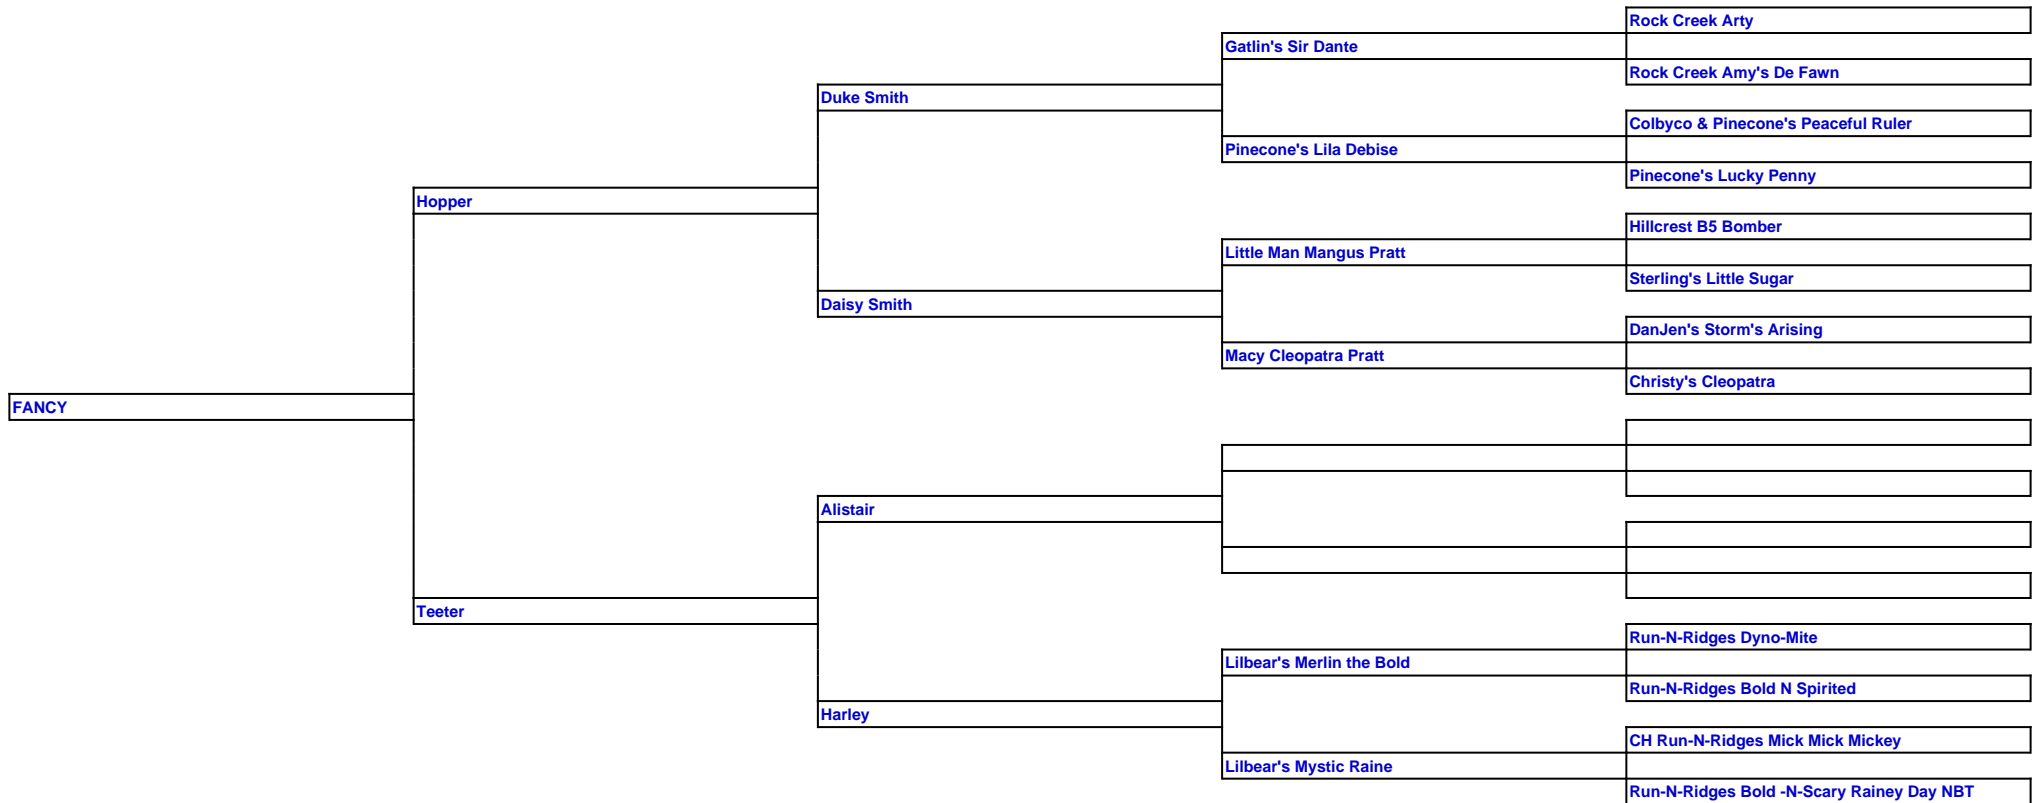 Rock Creek Arty
Gatlin's Sir Dante
Rock Creek Amy's De Fawn
Duke Smith
Colbyco & Pinecone's Peaceful Ruler
Pinecone's Lila Debise
Pinecone's Lucky Penny
Hopper
Hillcrest B5 Bomber
Little Man Mangus Pratt
Sterling's Little Sugar
Daisy Smith
DanJen's Storm's Arising
Macy Cleopatra Pratt
Christy's Cleopatra
FANCY
Alistair
Teeter
Run-N-Ridges Dyno-Mite
Lilbear's Merlin the Bold
Run-N-Ridges Bold N Spirited
Harley
CH Run-N-Ridges Mick Mick Mickey
Lilbear's Mystic Raine
Run-N-Ridges Bold -N-Scary Rainey Day NBT